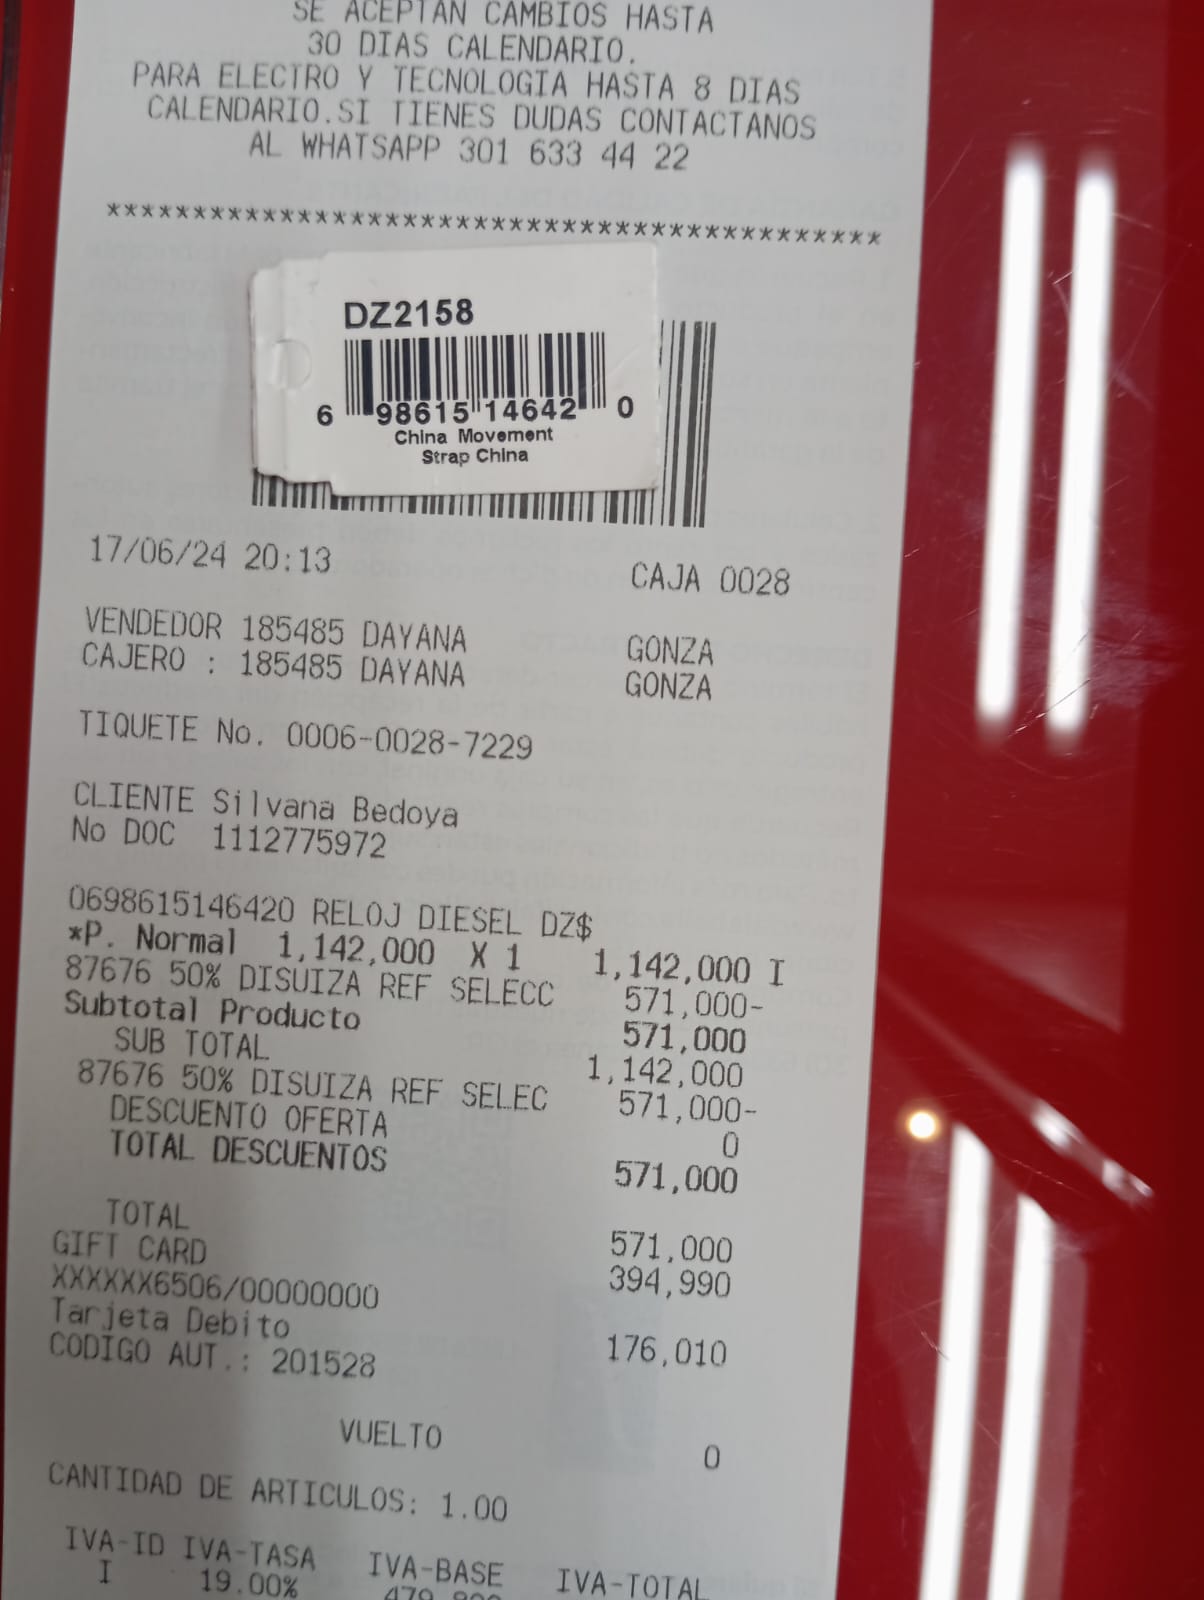 SE ACEPTAN CAMBIOS HASTA
30 DIAS CALENDARIO.
PARA ELECTRO Y TECNOLOGIA HASTA 8 DIAS
CALENDARIO.SI TIENES DUDAS CONTACTANOS
AL WHATSAPP 301 633 44 22
********************************************
DZ2158
6 98615 14642 0
China Movement
Strap China
17/06/24 20:13 CAJA 0028
VENDEDOR 185485 DAYANA GONZA
CAJERO : 185485 DAYANA GONZA
TIQUETE No. 0006-0028-7229
CLIENTE Silvana Bedoya
No DOC 1112775972
0698615146420 RELOJ DIESEL DZ$
*P. Normal 1,142,000 X 1 1,142,000 I
87676 50% DISUIZA REF SELECC 571,000-
Subtotal Producto 571,000
SUB TOTAL 1,142,000
87676 50% DISUIZA REF SELEC 571,000-
DESCUENTO OFERTA 0
TOTAL DESCUENTOS 571,000
TOTAL 571,000
GIFT CARD 394,990
XXXXXX6506/00000000
Tarjeta Debito 176,010
CODIGO AUT.: 201528
VUELTO 0
CANTIDAD DE ARTICULOS: 1.00
IVA-ID IVA-TASA IVA-BASE IVA-TOTAL
I 19.00%